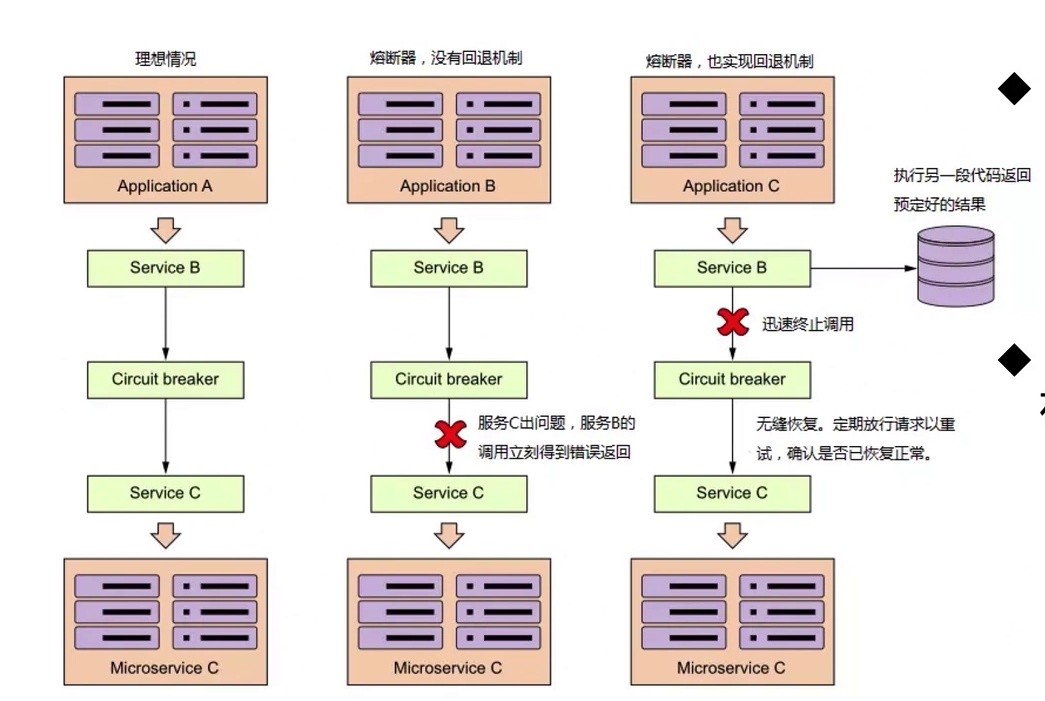 理想情况
熔断器，没有回退机制
熔断器，也实现回退机制
Application A
Application B
Application C
执行另一段代码返回
预定好的结果
Service B
Service B
Service B
迅速终止调用
Circuit breaker
Circuit breaker
Circuit breaker
服务C出问题，服务B的
调用立刻得到错误返回
无缝恢复。定期放行请求以重
试，确认是否已恢复正常。
Service C
Service C
Service C
Microservice C
Microservice C
Microservice C